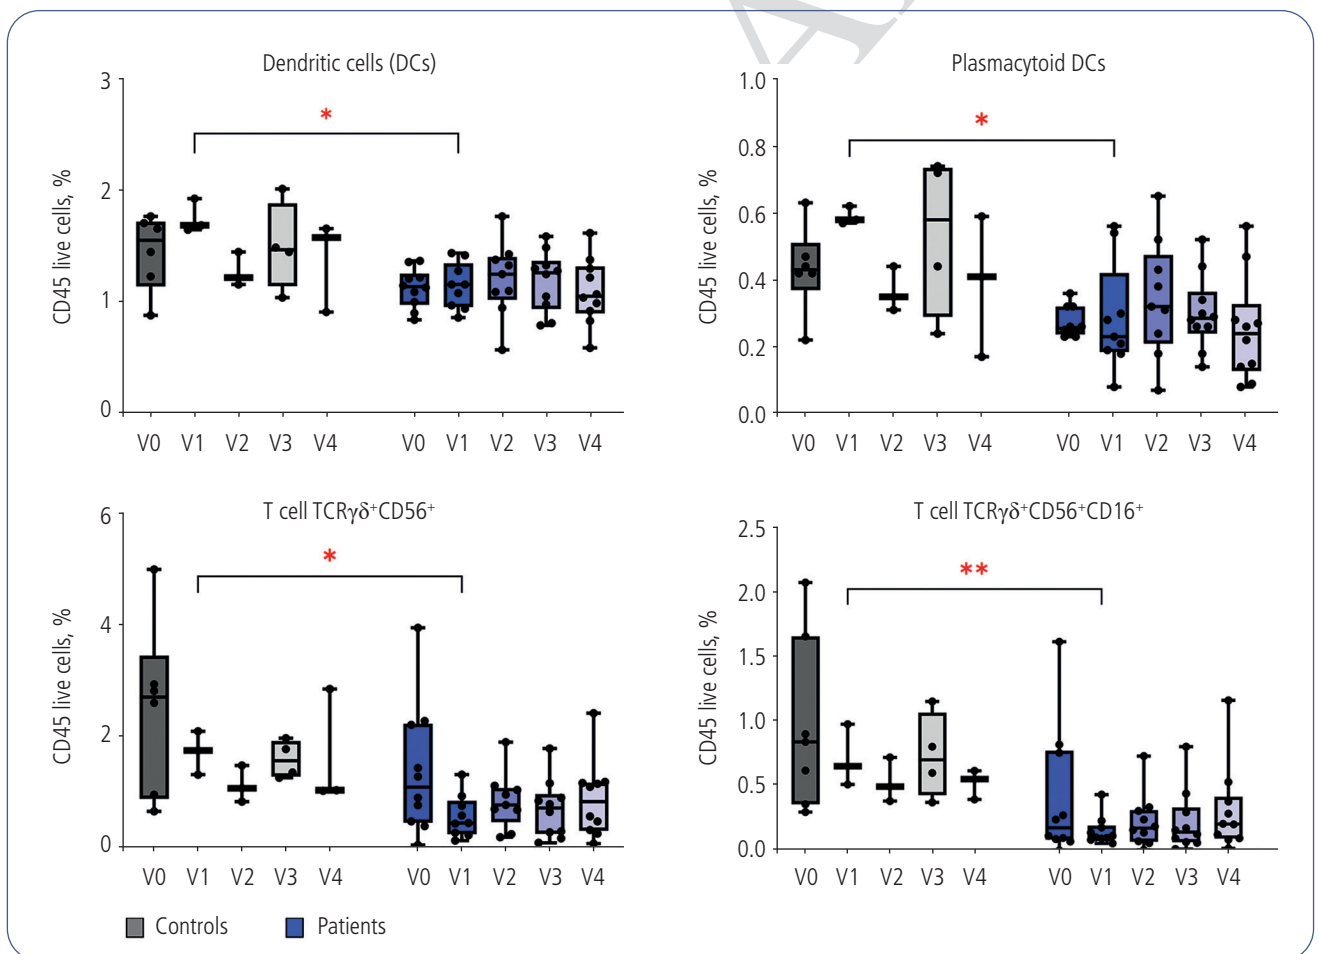 Dendritic cells (DCs)
3
2
1
0
CD45 live cells, %
*
V0 V1 V2 V3 V4 V0 V1 V2 V3 V4
Plasmacytoid DCs
1.0
0.8
0.6
0.4
0.2
0.0
CD45 live cells, %
*
V0 V1 V2 V3 V4 V0 V1 V2 V3 V4
T cell TCRγδ⁺CD56⁺
6
4
2
0
CD45 live cells, %
*
V0 V1 V2 V3 V4 V0 V1 V2 V3 V4
T cell TCRγδ⁺CD56⁺CD16⁺
2.5
2.0
1.5
1.0
0.5
0.0
CD45 live cells, %
**
V0 V1 V2 V3 V4 V0 V1 V2 V3 V4
Controls Patients